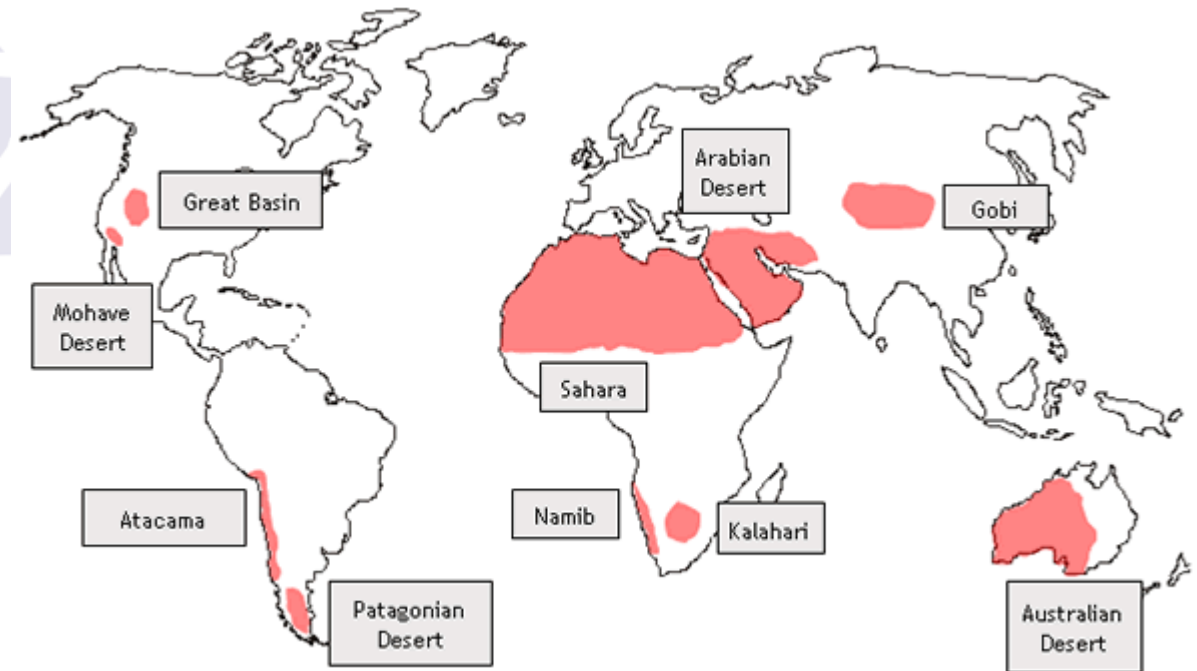 Arabian
Desert
Great Basin
Gobi
Mohave
Desert
Sahara
Atacama
Namib
Kalahari
Patagonian
Desert
Australian
Desert